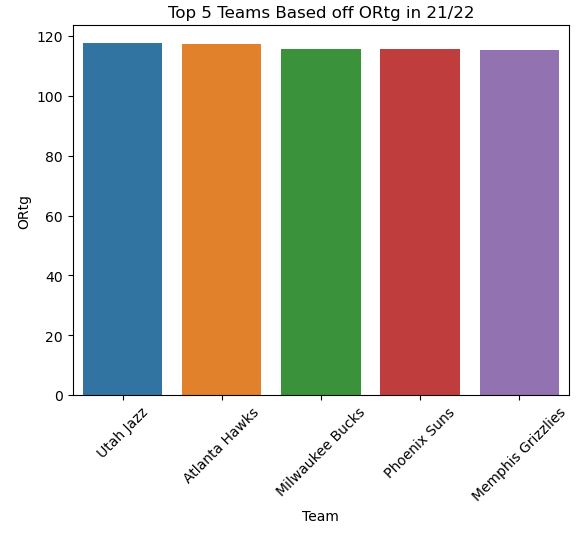 Top 5 Teams Based off ORtg in 21/22
120
100
80
60
40
20
0
ORtg
Utah Jazz
Atlanta Hawks
Milwaukee Bucks
Phoenix Suns
Memphis Grizzlies
Team